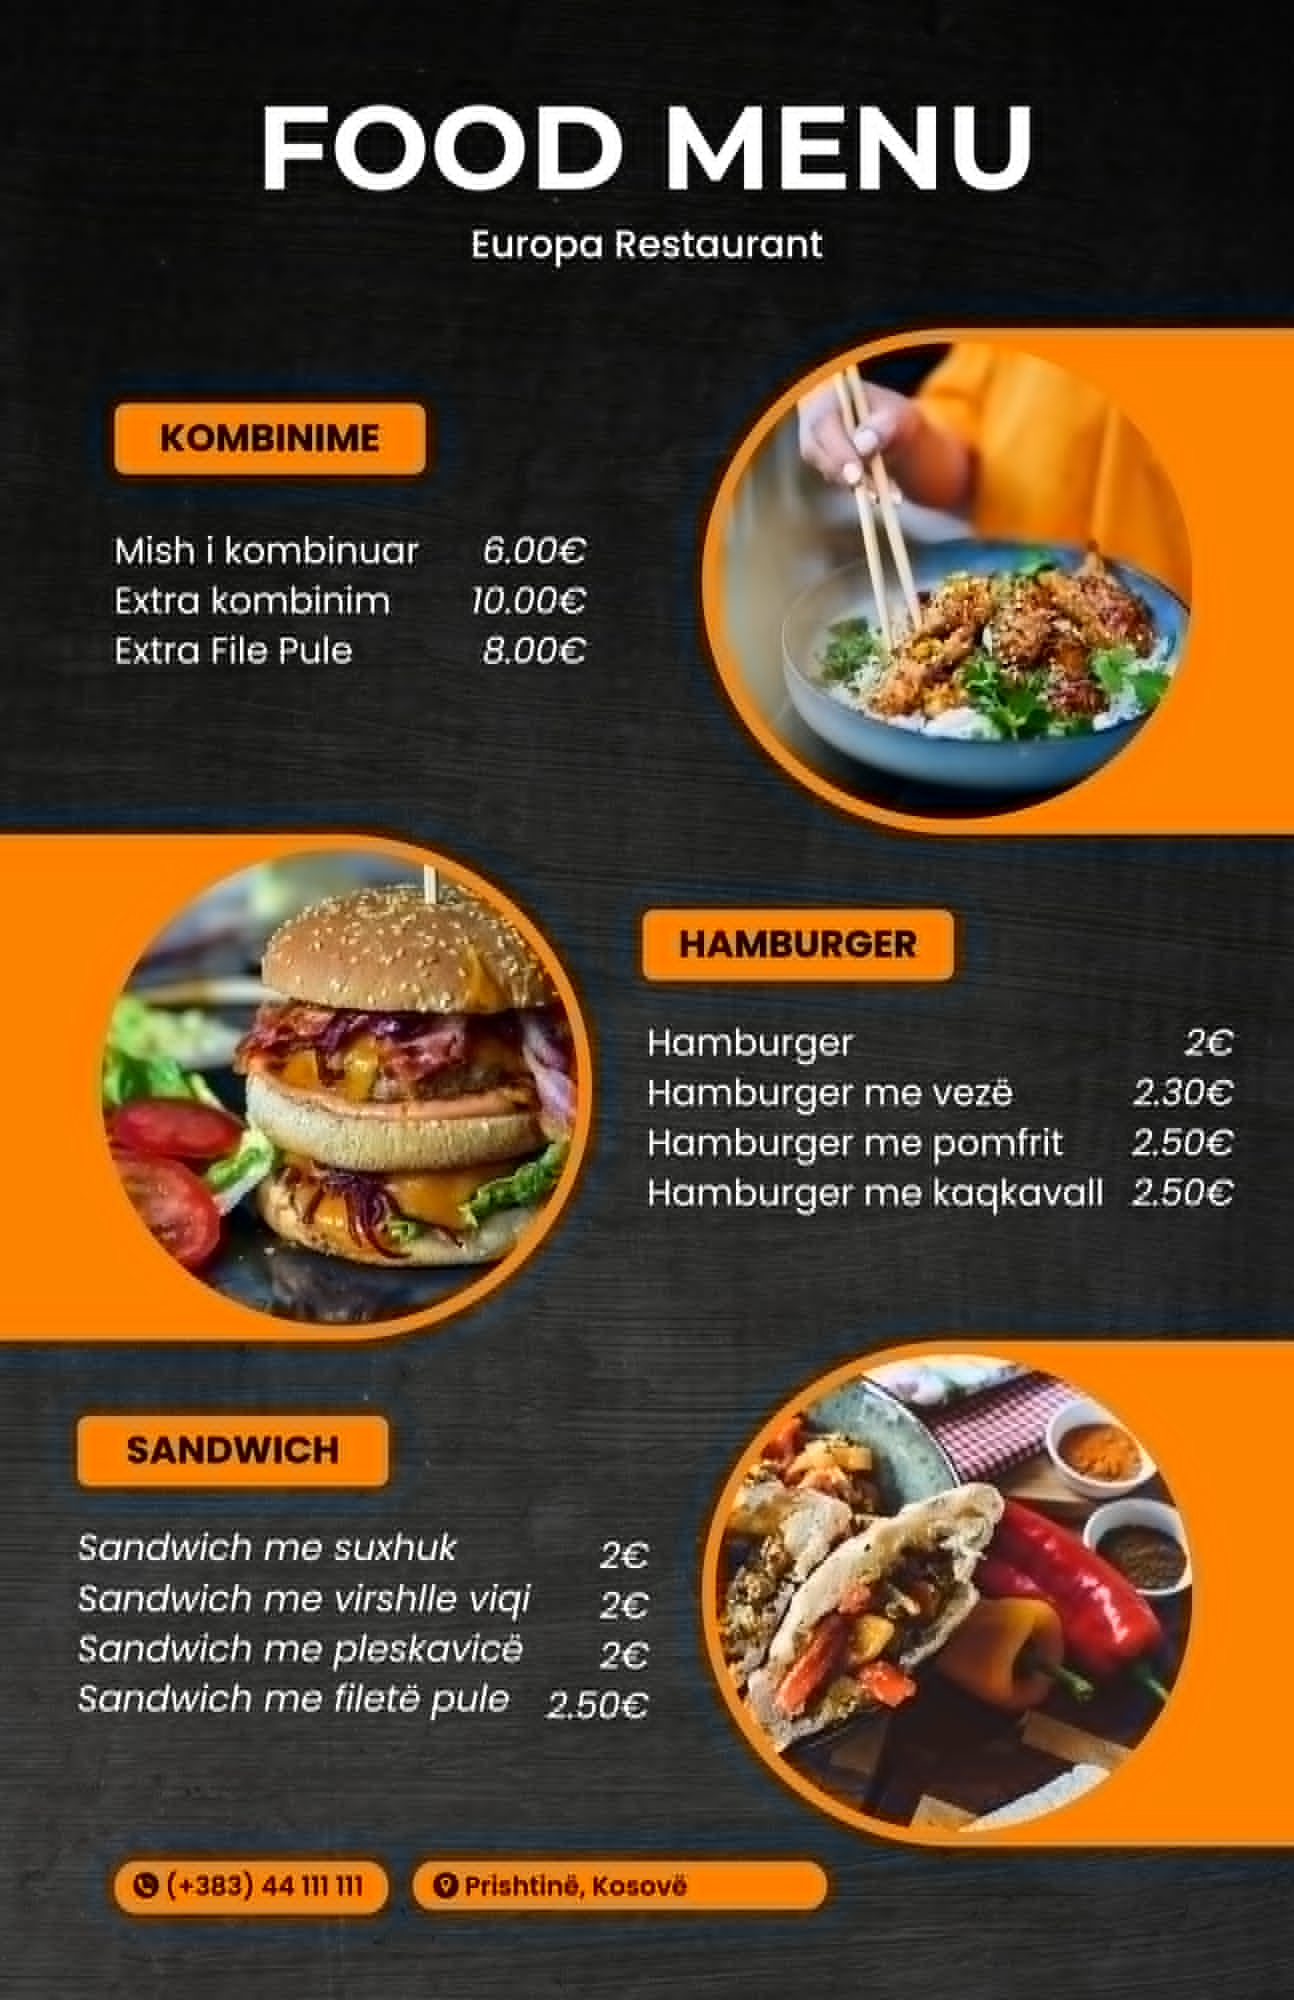 FOOD MENU
Europa Restaurant
KOMBINIME
Mish i kombinuar 6.00€
Extra kombinim 10.00€
Extra File Pule 8.00€
HAMBURGER
Hamburger 2€
Hamburger me vezë 2.30€
Hamburger me pomfrit 2.50€
Hamburger me kaqkavall 2.50€
SANDWICH
Sandwich me suxhuk 2€
Sandwich me virshlle viqi 2€
Sandwich me pleskavicë 2€
Sandwich me filetë pule 2.50€
(+383) 44 111 111
Prishtinë, Kosovë